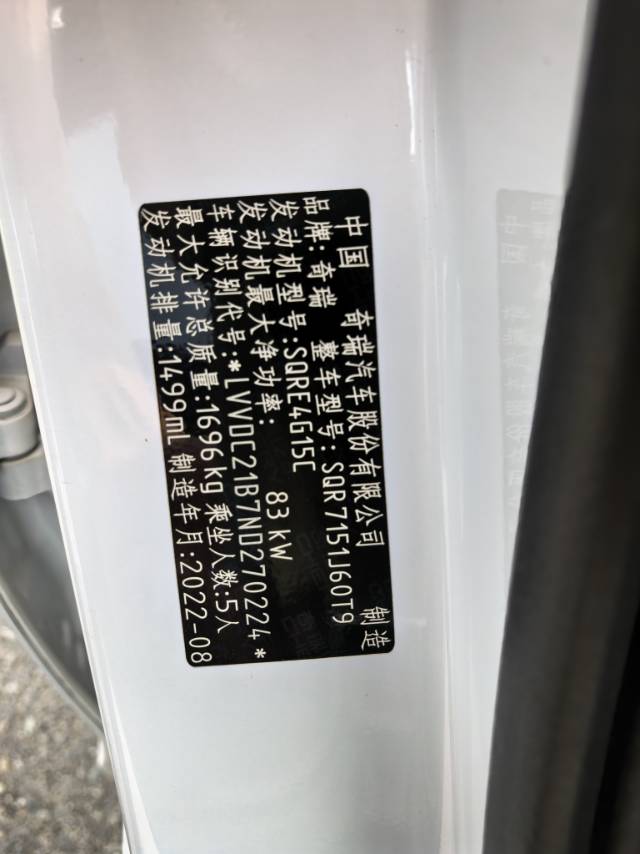 中国 奇瑞汽车股份有限公司 制造
品牌:奇瑞 整车型号:SQR7151J60T9
发动机型号:SQRE4G15C
发动机最大净功率: 83 kW
车辆识别代号:*LVVDC21B7ND270224*
最大允许总质量:1696kg 乘坐人数:5人
发动机排量:1499mL 制造年月:2022-08